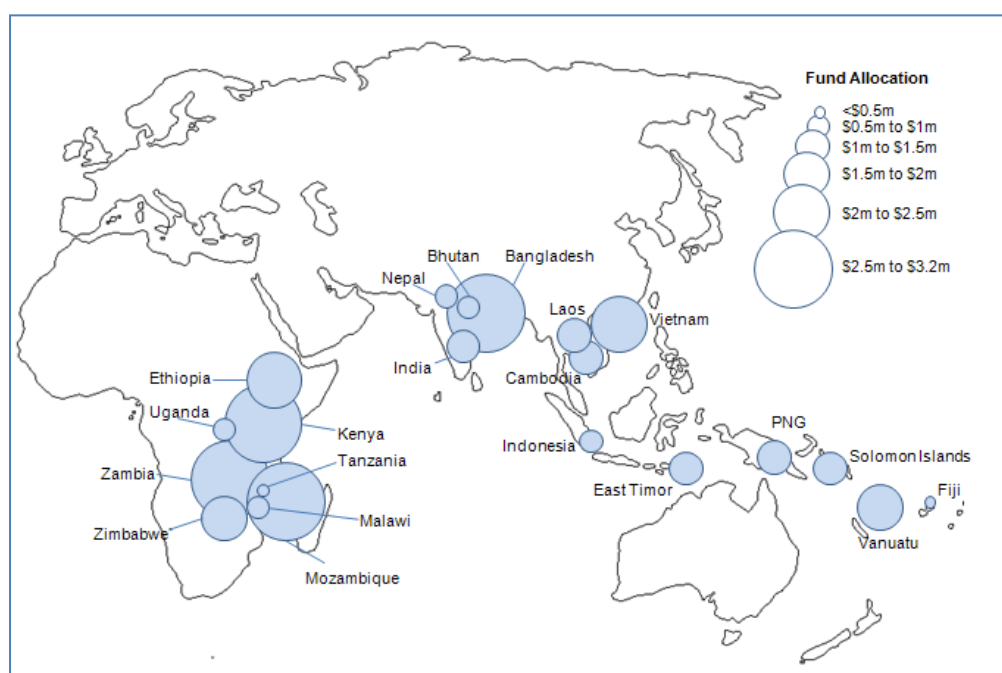 Fund Allocation
<$0.5m
$0.5m to $1m
$1m to $1.5m
$1.5m to $2m
$2m to $2.5m
$2.5m to $3.2m
Bhutan
Bangladesh
Nepal
Laos
Vietnam
India
Cambodia
Ethiopia
Uganda
Kenya
Tanzania
Zambia
Malawi
Zimbabwe
Mozambique
Indonesia
PNG
Solomon Islands
East Timor
Fiji
Vanuatu